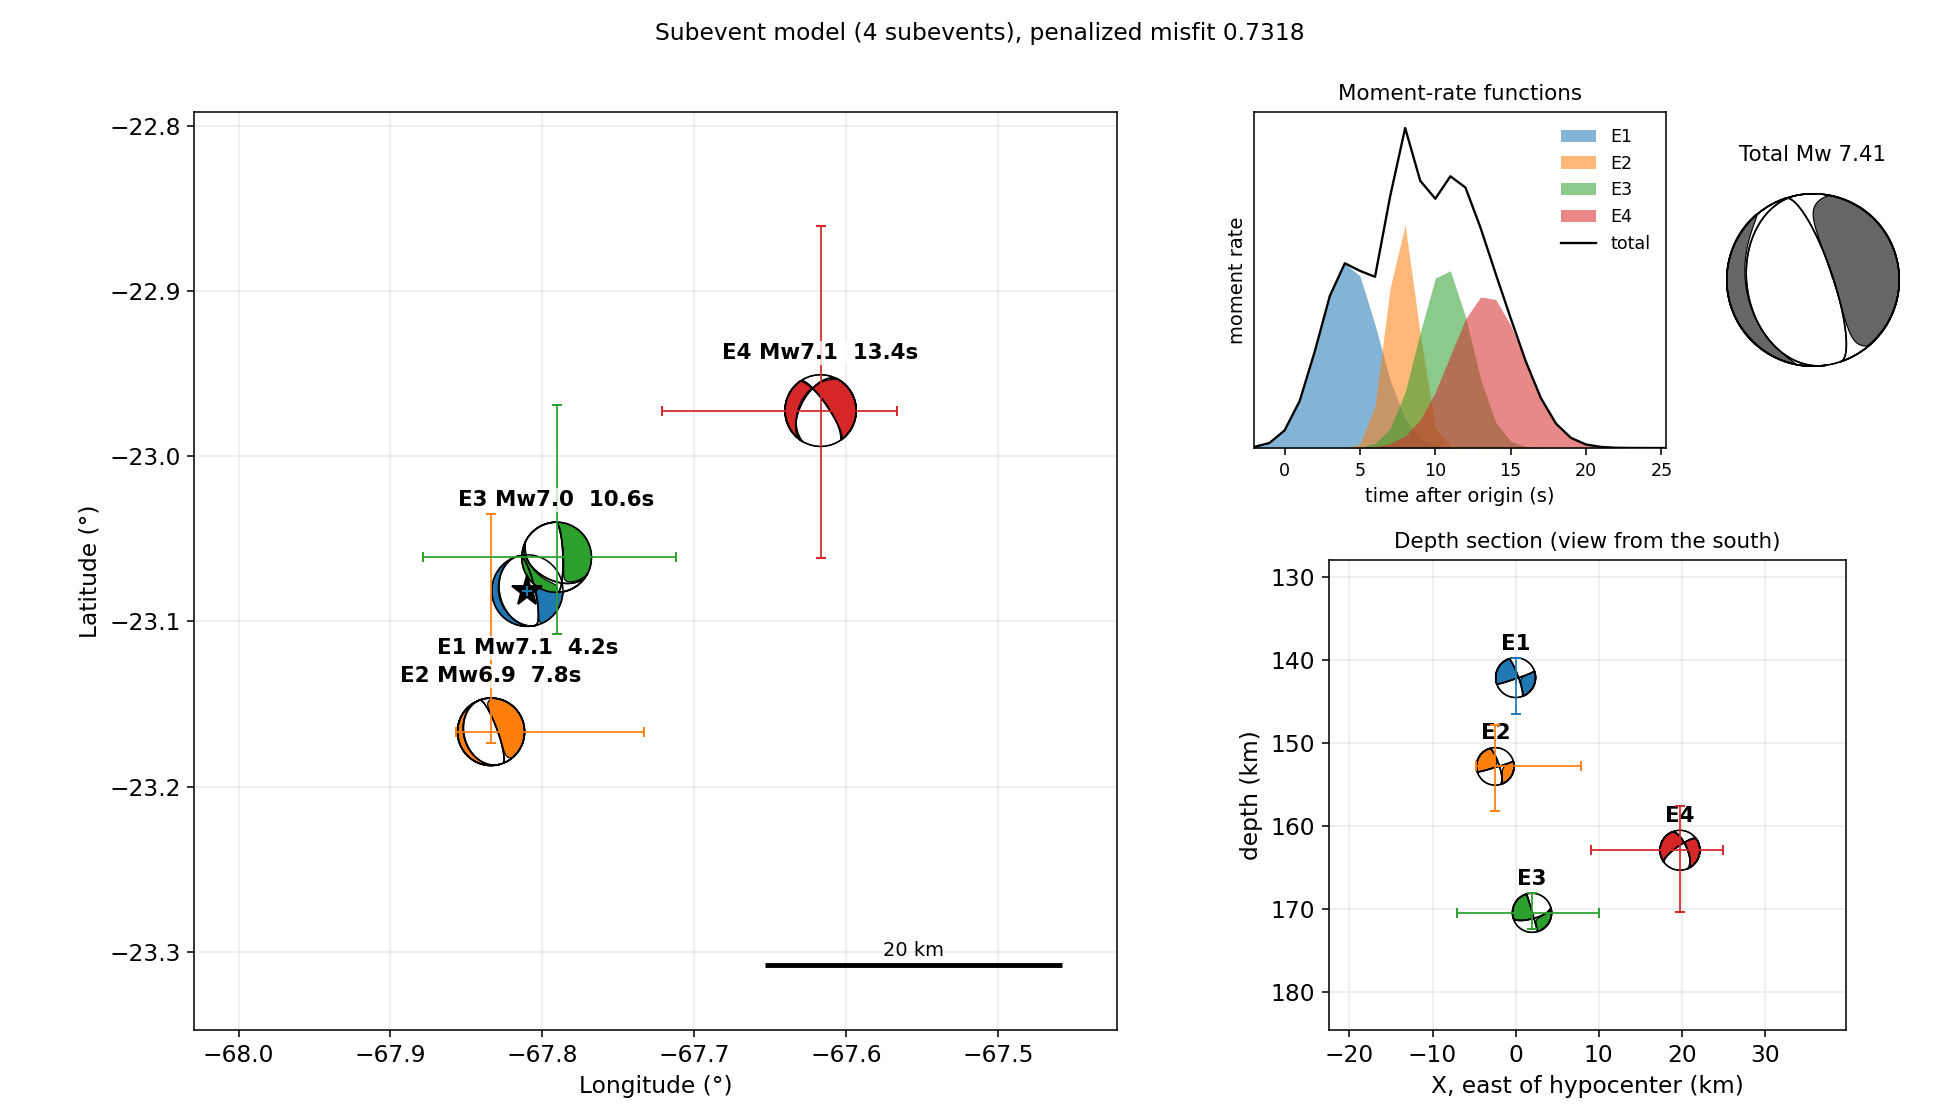 Subevent model (4 subevents), penalized misfit 0.7318
−22.8
−22.9
−23.0
−23.1
−23.2
−23.3
Latitude (°)
E4 Mw7.1  13.4s
E3 Mw7.0  10.6s
E1 Mw7.1  4.2s
E2 Mw6.9  7.8s
20 km
−68.0
−67.9
−67.8
−67.7
−67.6
−67.5
Longitude (°)
Moment-rate functions
moment rate
E1
E2
E3
E4
total
0
5
10
15
20
25
time after origin (s)
Total Mw 7.41
Depth section (view from the south)
130
140
150
160
170
180
depth (km)
E1
E2
E4
E3
−20
−10
0
10
20
30
X, east of hypocenter (km)